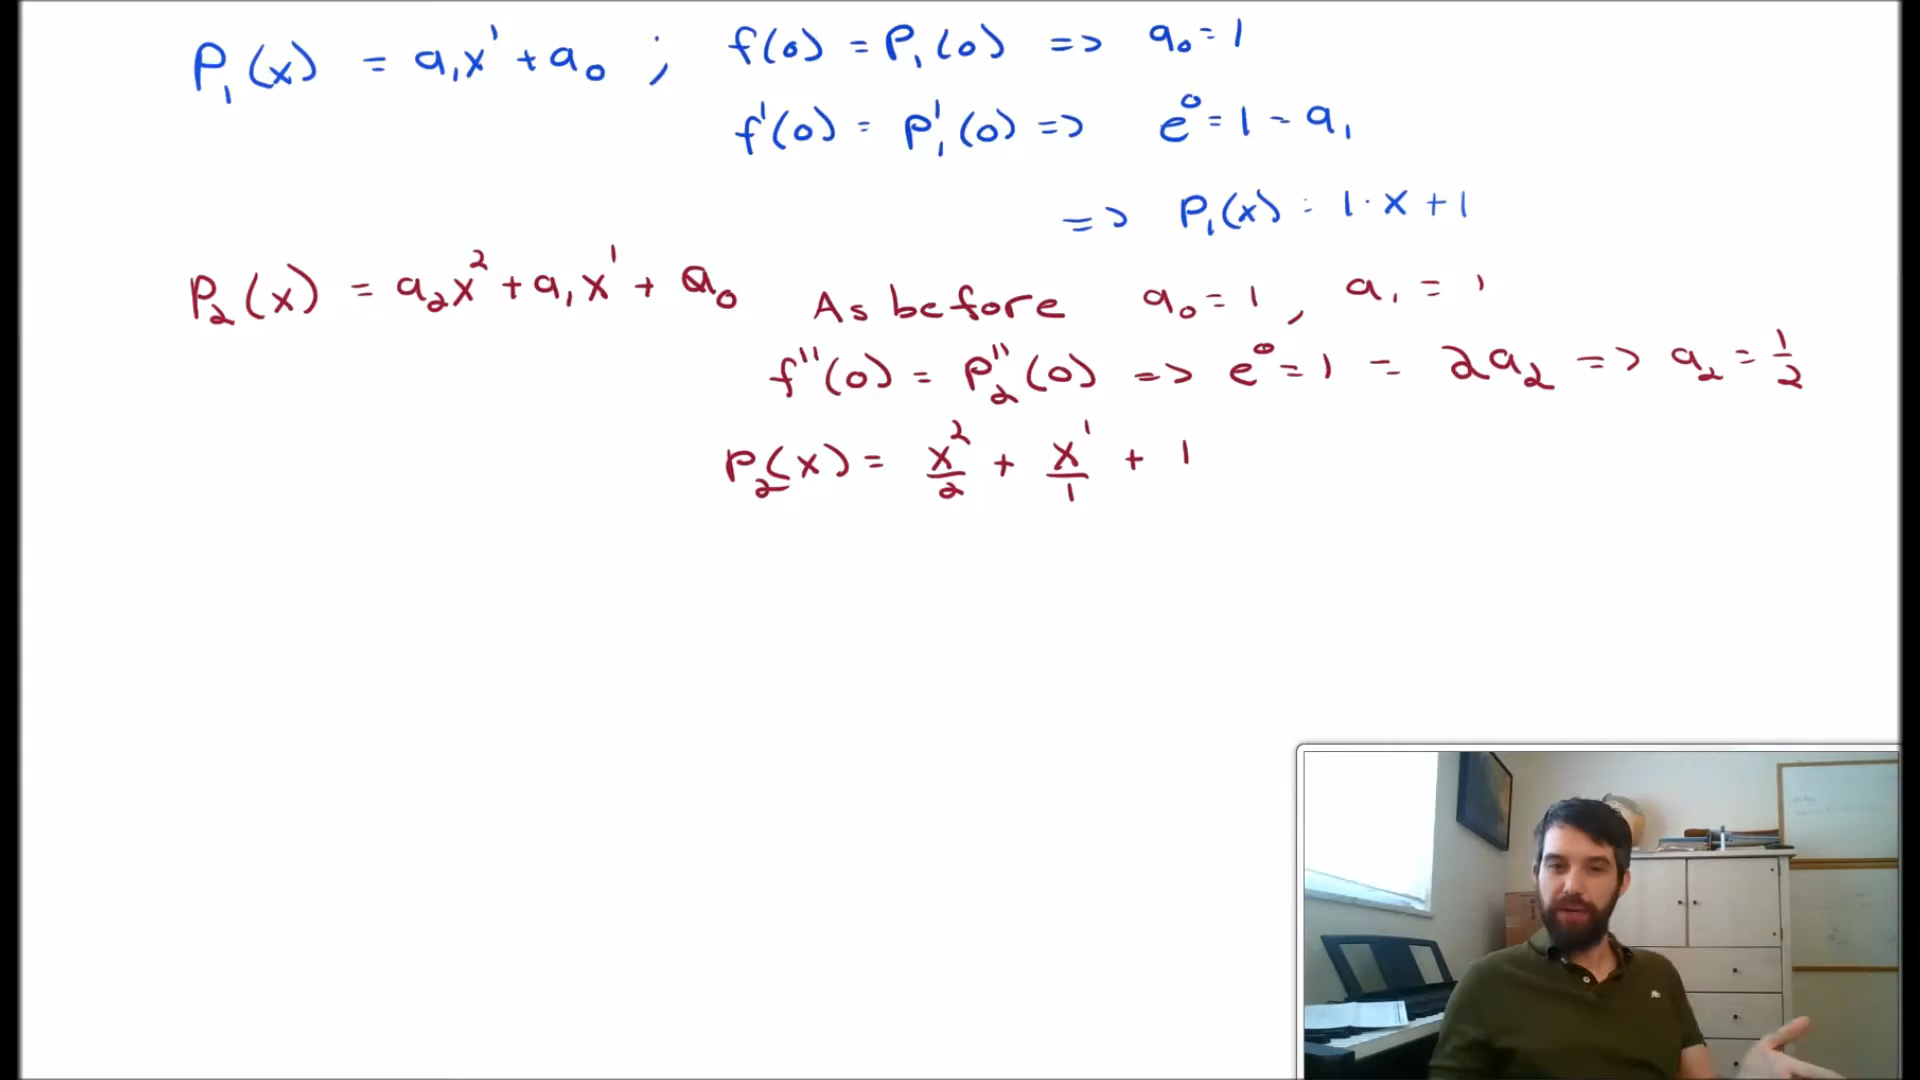 P₁(x) = a₁x¹ + a₀ ; f(0) = P₁(0) => a₀ = 1
f'(0) = P₁'(0) => e⁰ = 1 = a₁
=> P₁(x) = 1·x + 1
P₂(x) = a₂x² + a₁x¹ + a₀ As before a₀ = 1, a₁ = 1
f''(0) = P₂''(0) => e⁰ = 1 = 2a₂ => a₂ = 1/2
P₂(x) = x²/2 + x¹/1 + 1